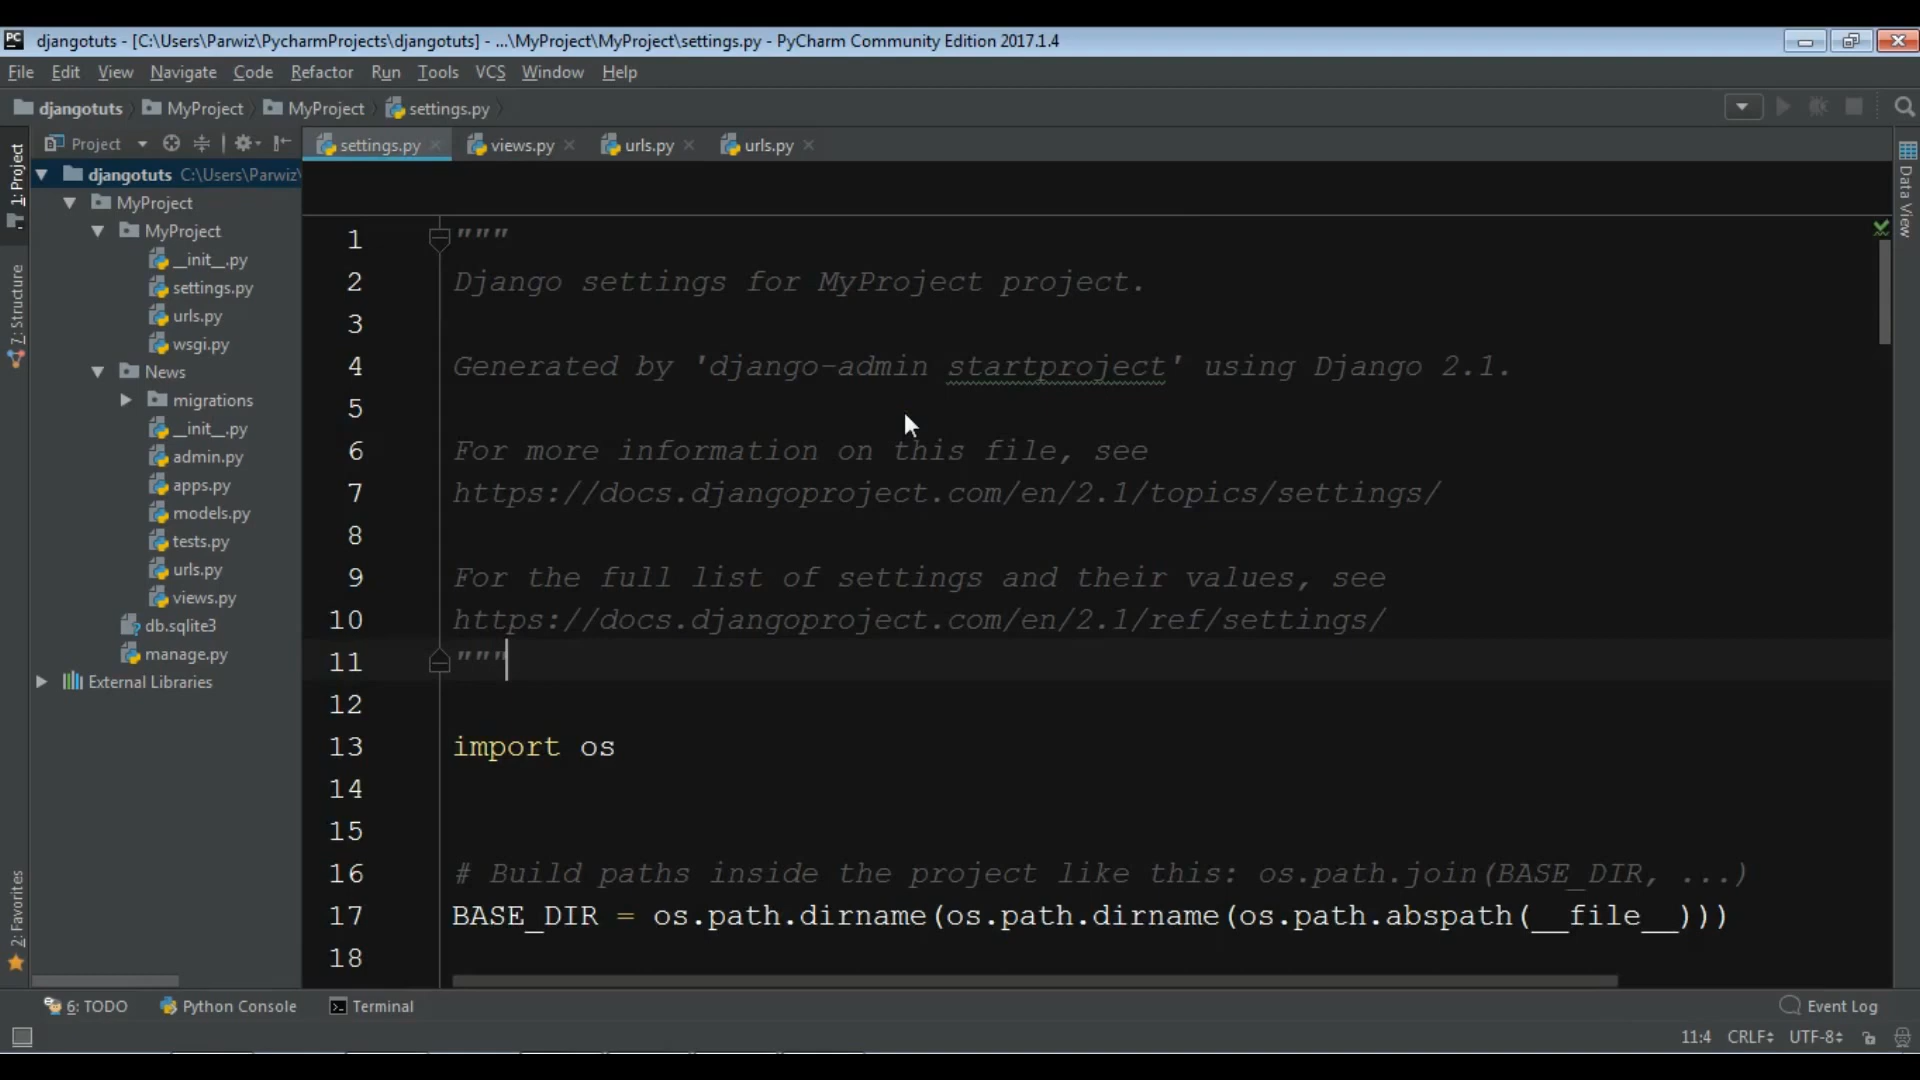 PC djangotuts - [C:\Users\Parwiz\PycharmProjects\djangotuts] - ...\MyProject\MyProject\settings.py - PyCharm Community Edition 2017.1.4
File Edit View Navigate Code Refactor Run Tools VCS Window Help
djangotuts MyProject MyProject settings.py
Project settings.py views.py urls.py urls.py
1: Project
7: Structure
2: Favorites
Data View
djangotuts C:\Users\Parwiz\
MyProject
MyProject
__init__.py
settings.py
urls.py
wsgi.py
News
migrations
__init__.py
admin.py
apps.py
models.py
tests.py
urls.py
views.py
db.sqlite3
manage.py
External Libraries
1 """
2 Django settings for MyProject project.
3
4 Generated by 'django-admin startproject' using Django 2.1.
5
6 For more information on this file, see
7 https://docs.djangoproject.com/en/2.1/topics/settings/
8
9 For the full list of settings and their values, see
10 https://docs.djangoproject.com/en/2.1/ref/settings/
11 """
12
13 import os
14
15
16 # Build paths inside the project like this: os.path.join(BASE_DIR, ...)
17 BASE_DIR = os.path.dirname(os.path.dirname(os.path.abspath(__file__)))
18
6: TODO Python Console Terminal Event Log
11:4 CRLF UTF-8